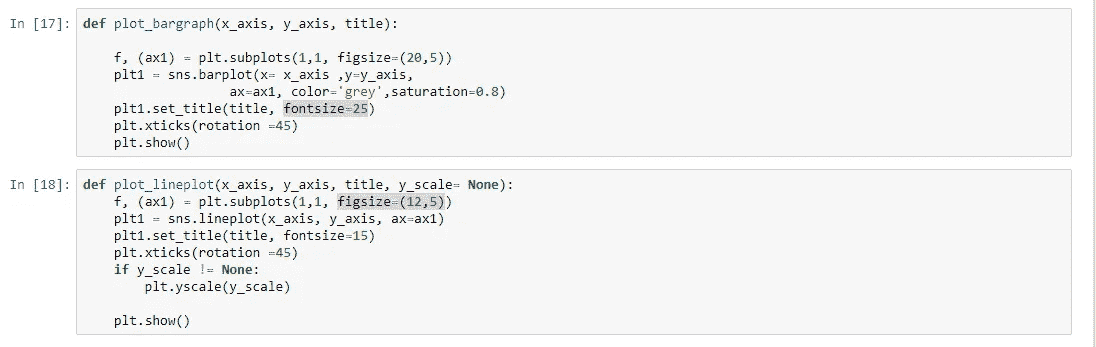 In [17]: def plot_bargraph(x_axis, y_axis, title):
f, (ax1) = plt.subplots(1,1, figsize=(20,5))
plt1 = sns.barplot(x= x_axis ,y=y_axis,
ax=ax1, color='grey',saturation=0.8)
plt1.set_title(title, fontsize=25)
plt.xticks(rotation =45)
plt.show()
In [18]: def plot_lineplot(x_axis, y_axis, title, y_scale= None):
f, (ax1) = plt.subplots(1,1, figsize=(12,5))
plt1 = sns.lineplot(x_axis, y_axis, ax=ax1)
plt1.set_title(title, fontsize=15)
plt.xticks(rotation =45)
if y_scale != None:
plt.yscale(y_scale)
plt.show()